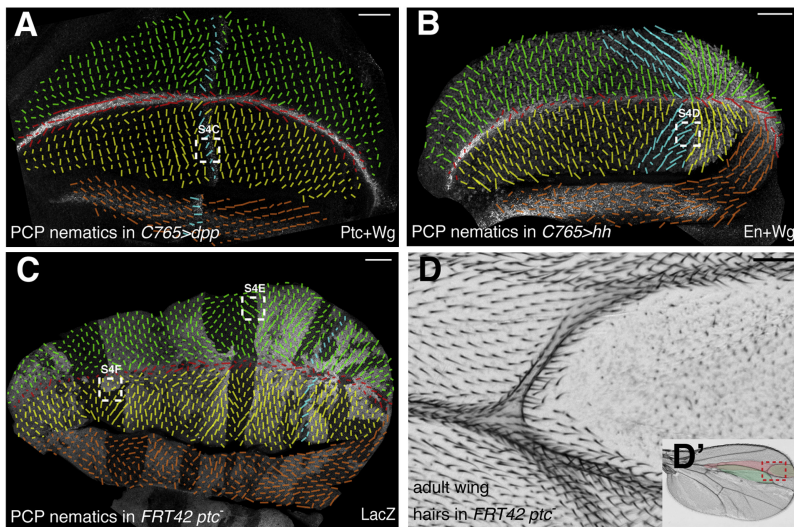 A
S4C
PCP nematics in C765>dpp
Ptc+Wg
B
S4D
PCP nematics in C765>hh
En+Wg
C
S4E
S4F
PCP nematics in FRT42 ptc-
LacZ
D
adult wing
hairs in FRT42 ptc-
D'